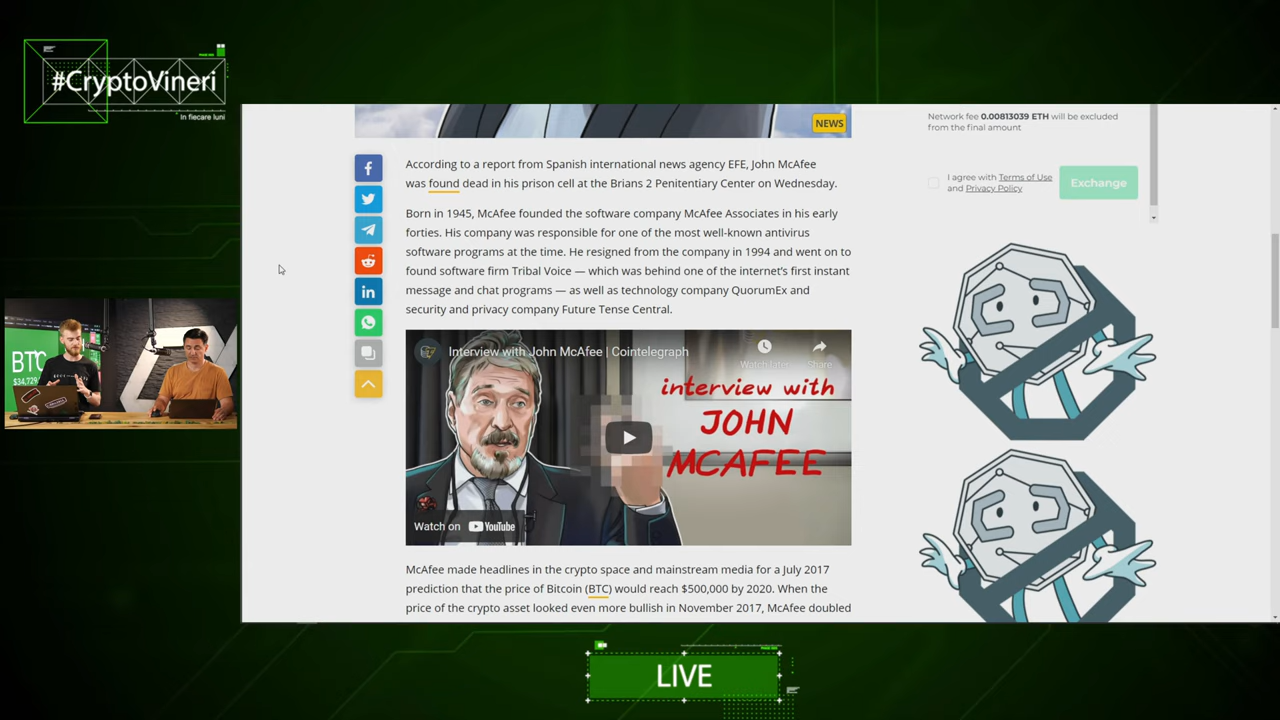 #CryptoVineri
În fiecare luni
NEWS
According to a report from Spanish international news agency EFE, John McAfee
was found dead in his prison cell at the Brians 2 Penitentiary Center on Wednesday.
Born in 1945, McAfee founded the software company McAfee Associates in his early
forties. His company was responsible for one of the most well-known antivirus
software programs at the time. He resigned from the company in 1994 and went on to
found software firm Tribal Voice — which was behind one of the internet's first instant
message and chat programs — as well as technology company QuorumEx and
security and privacy company Future Tense Central.
Interview with John McAfee | Cointelegraph
Watch later
Share
interview with
JOHN
MCAFEE
Watch on YouTube
McAfee made headlines in the crypto space and mainstream media for a July 2017
prediction that the price of Bitcoin (BTC) would reach $500,000 by 2020. When the
price of the crypto asset looked even more bullish in November 2017, McAfee doubled
Network fee 0.00813039 ETH will be excluded
from the final amount
I agree with Terms of Use
and Privacy Policy
Exchange
BTC
$34,729
LIVE